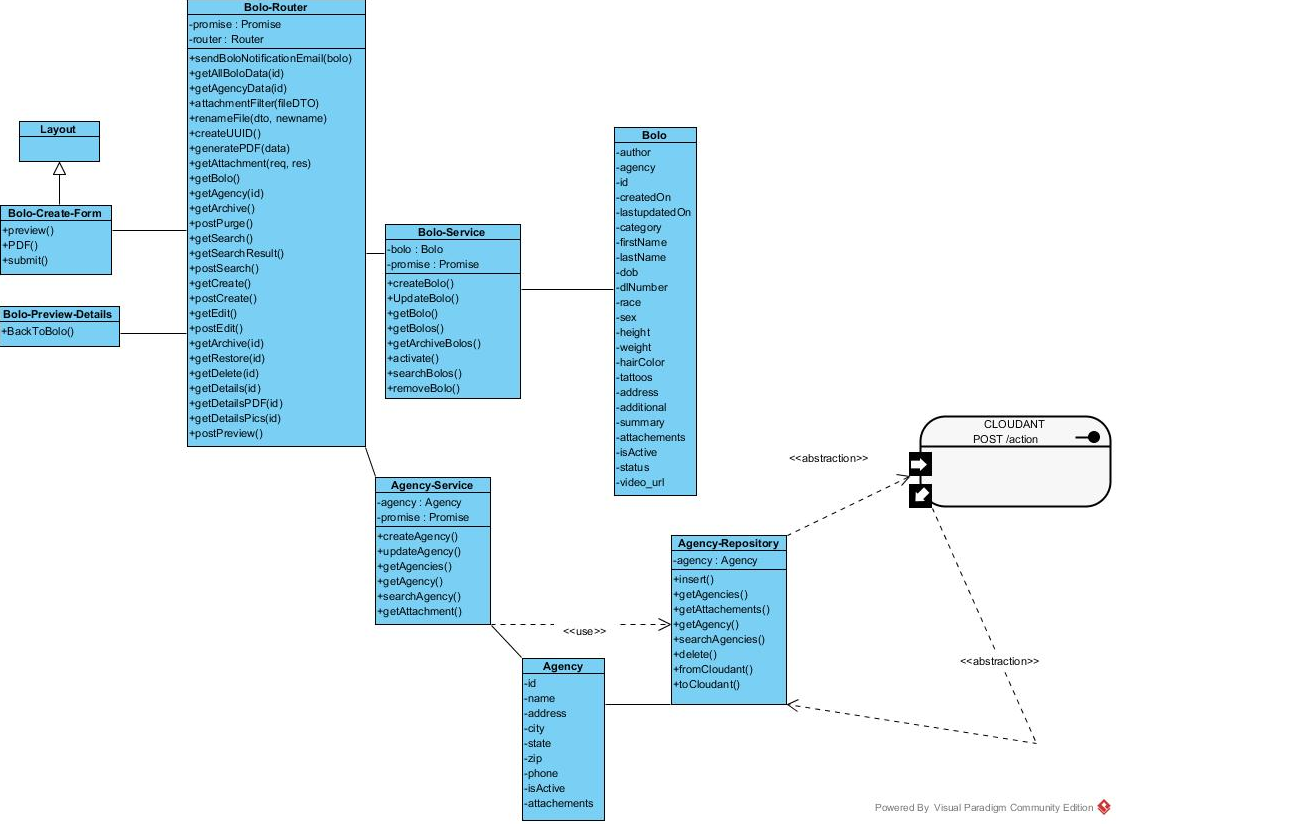 Bolo-Router
-promise : Promise
-router : Router
+sendBoloNotificationEmail(bolo)
+getAllBoloData(id)
+getAgencyData(id)
+attachmentFilter(fileDTO)
+renameFile(dto, newname)
+createUUID()
+generatePDF(data)
+getAttachment(req, res)
+getBolo()
+getAgency(id)
+getArchive()
+postPurge()
+getSearch()
+getSearchResult()
+postSearch()
+getCreate()
+postCreate()
+getEdit()
+postEdit()
+getArchive(id)
+getRestore(id)
+getDelete(id)
+getDetails(id)
+getDetailsPDF(id)
+getDetailsPics(id)
+postPreview()
Layout
Bolo-Create-Form
+preview()
+PDF()
+submit()
Bolo-Preview-Details
+BackToBolo()
Bolo-Service
-bolo : Bolo
-promise : Promise
+createBolo()
+UpdateBolo()
+getBolo()
+getBolos()
+getArchiveBolos()
+activate()
+searchBolos()
+removeBolo()
Bolo
-author
-agency
-id
-createdOn
-lastupdatedOn
-category
-firstName
-lastName
-dob
-dlNumber
-race
-sex
-height
-weight
-hairColor
-tattoos
-address
-additional
-summary
-attachements
-isActive
-status
-video_url
Agency-Service
-agency : Agency
-promise : Promise
+createAgency()
+updateAgency()
+getAgencies()
+getAgency()
+searchAgency()
+getAttachment()
<<use>>
Agency
-id
-name
-address
-city
-state
-zip
-phone
-isActive
-attachements
Agency-Repository
-agency : Agency
+insert()
+getAgencies()
+getAttachements()
+getAgency()
+searchAgencies()
+delete()
+fromCloudant()
+toCloudant()
<<abstraction>>
CLOUDANT
POST /action
<<abstraction>>
Powered By Visual Paradigm Community Edition